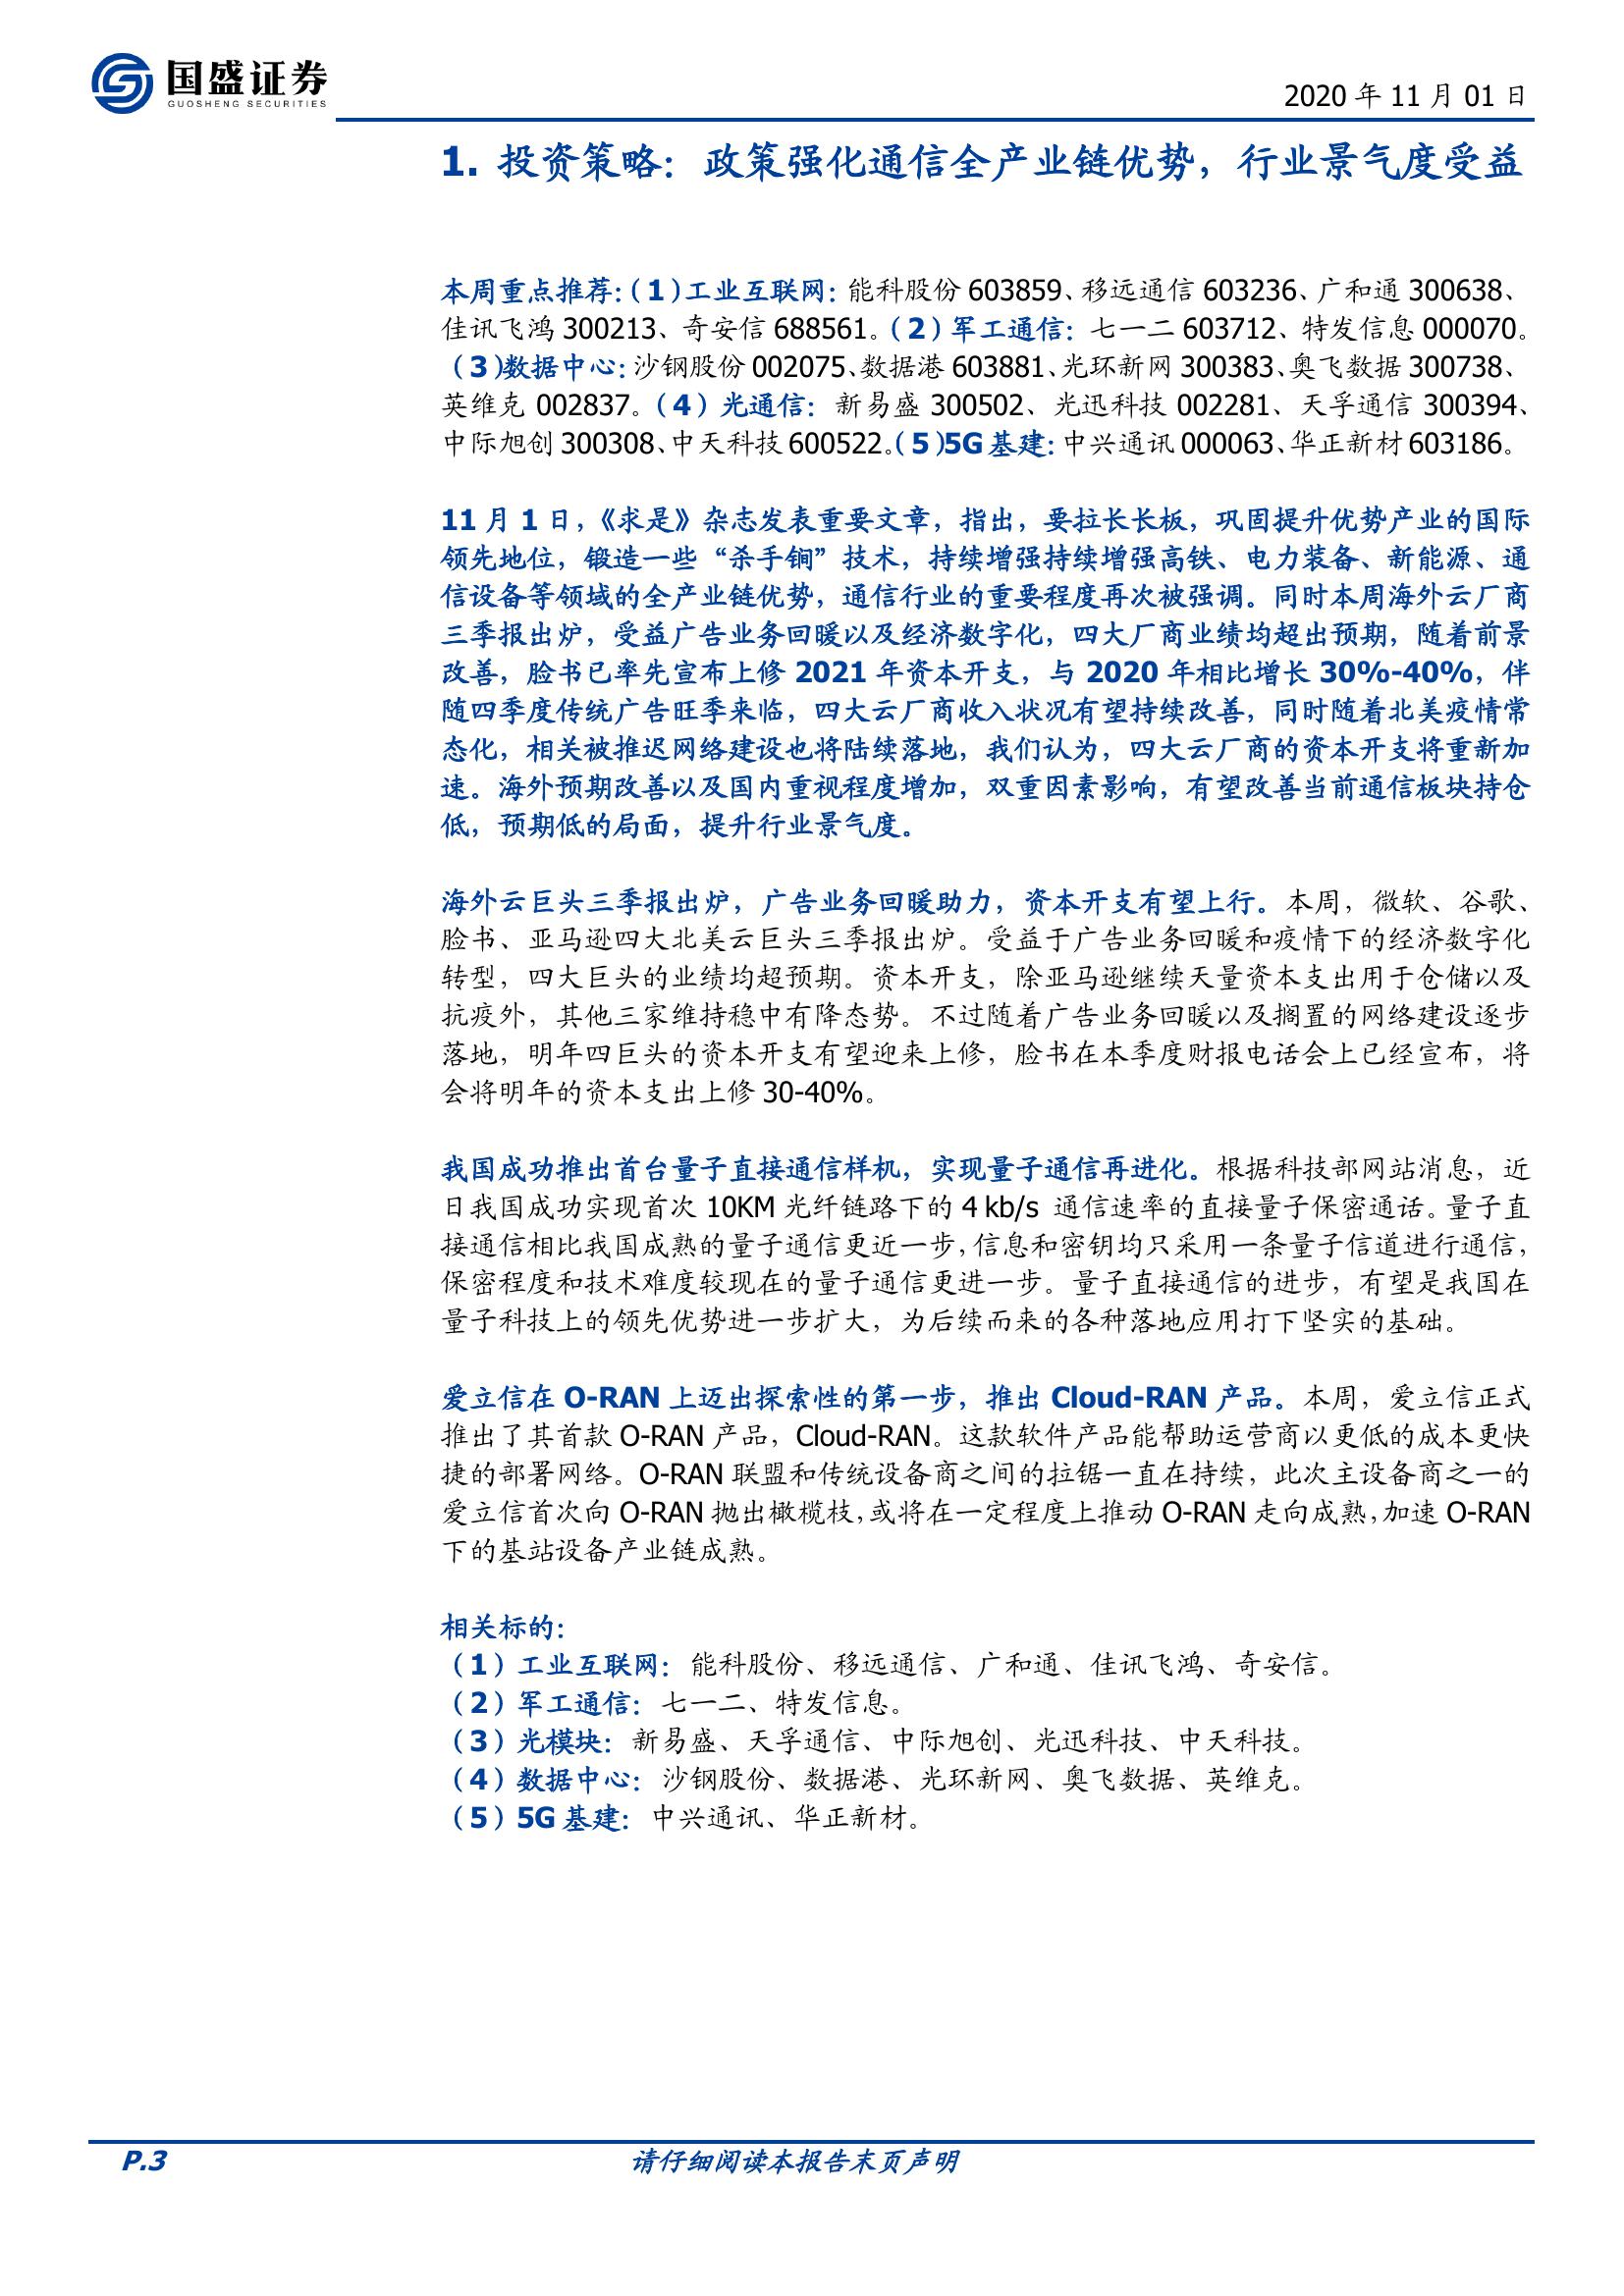 国盛证券
GUOSHENG SECURITIES
2020 年 11 月 01 日
1. 投资策略：政策强化通信全产业链优势，行业景气度受益
本周重点推荐：（1）工业互联网：能科股份 603859、移远通信 603236、广和通 300638、
佳讯飞鸿 300213、奇安信 688561。（2）军工通信：七一二 603712、特发信息 000070。
（3）数据中心：沙钢股份 002075、数据港 603881、光环新网 300383、奥飞数据 300738、
英维克 002837。（4）光通信：新易盛 300502、光迅科技 002281、天孚通信 300394、
中际旭创 300308、中天科技 600522。（5）5G 基建：中兴通讯 000063、华正新材 603186。
11 月 1 日，《求是》杂志发表重要文章，指出，要拉长长板，巩固提升优势产业的国际
领先地位，锻造一些“杀手锏”技术，持续增强持续增强高铁、电力装备、新能源、通
信设备等领域的全产业链优势，通信行业的重要程度再次被强调。同时本周海外云厂商
三季报出炉，受益广告业务回暖以及经济数字化，四大厂商业绩均超出预期，随着前景
改善，脸书已率先宣布上修 2021 年资本开支，与 2020 年相比增长 30%-40%，伴
随四季度传统广告旺季来临，四大云厂商收入状况有望持续改善，同时随着北美疫情常
态化，相关被推迟网络建设也将陆续落地，我们认为，四大云厂商的资本开支将重新加
速。海外预期改善以及国内重视程度增加，双重因素影响，有望改善当前通信板块持仓
低，预期低的局面，提升行业景气度。
海外云巨头三季报出炉，广告业务回暖助力，资本开支有望上行。本周，微软、谷歌、
脸书、亚马逊四大北美云巨头三季报出炉。受益于广告业务回暖和疫情下的经济数字化
转型，四大巨头的业绩均超预期。资本开支，除亚马逊继续天量资本支出用于仓储以及
抗疫外，其他三家维持稳中有降态势。不过随着广告业务回暖以及搁置的网络建设逐步
落地，明年四巨头的资本开支有望迎来上修，脸书在本季度财报电话会上已经宣布，将
会将明年的资本支出上修 30-40%。
我国成功推出首台量子直接通信样机，实现量子通信再进化。根据科技部网站消息，近
日我国成功实现首次 10KM 光纤链路下的 4 kb/s 通信速率的直接量子保密通话。量子直
接通信相比我国成熟的量子通信更近一步，信息和密钥均只采用一条量子信道进行通信，
保密程度和技术难度较现在的量子通信更进一步。量子直接通信的进步，有望是我国在
量子科技上的领先优势进一步扩大，为后续而来的各种落地应用打下坚实的基础。
爱立信在 O-RAN 上迈出探索性的第一步，推出 Cloud-RAN 产品。本周，爱立信正式
推出了其首款 O-RAN 产品，Cloud-RAN。这款软件产品能帮助运营商以更低的成本更快
捷的部署网络。O-RAN 联盟和传统设备商之间的拉锯一直在持续，此次主设备商之一的
爱立信首次向 O-RAN 抛出橄榄枝，或将在一定程度上推动 O-RAN 走向成熟，加速 O-RAN
下的基站设备产业链成熟。
相关标的：
（1）工业互联网：能科股份、移远通信、广和通、佳讯飞鸿、奇安信。
（2）军工通信：七一二、特发信息。
（3）光模块：新易盛、天孚通信、中际旭创、光迅科技、中天科技。
（4）数据中心：沙钢股份、数据港、光环新网、奥飞数据、英维克。
（5）5G 基建：中兴通讯、华正新材。
P.3
请仔细阅读本报告末页声明